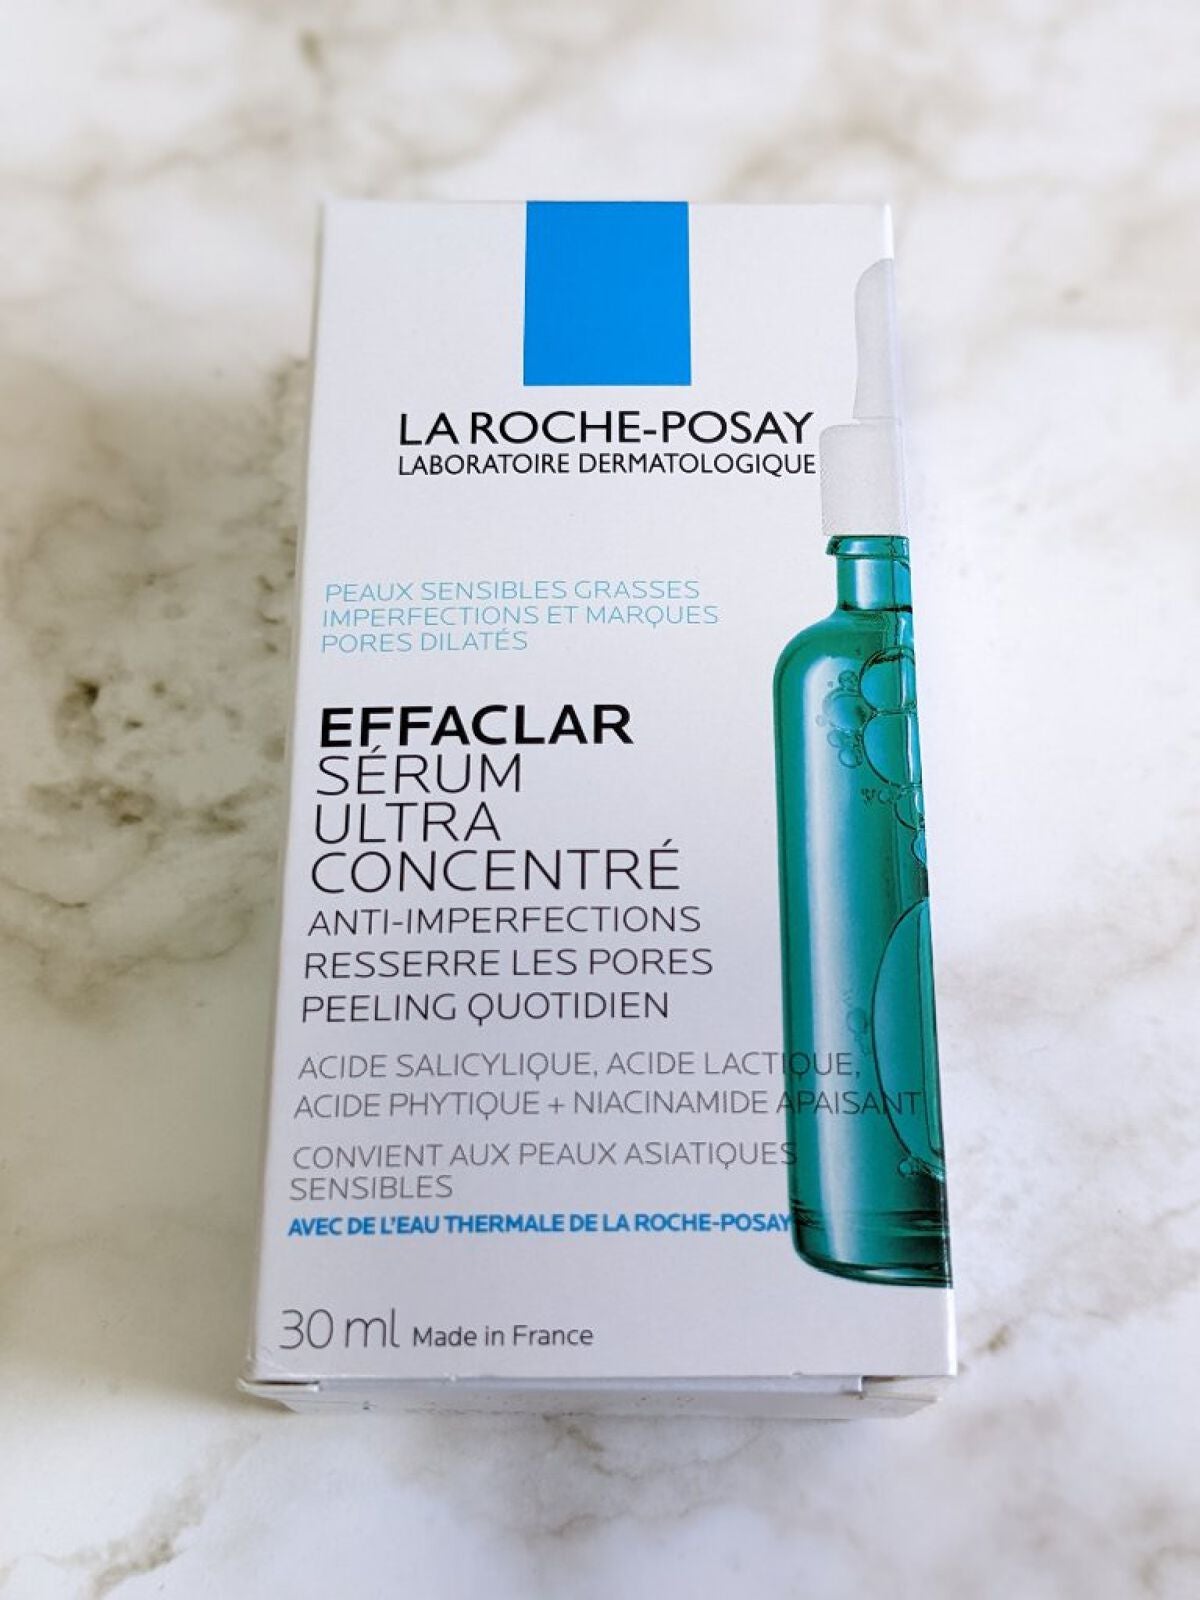 LA ROCHE-POSAY
LABORATOIRE DERMATOLOGIQUE
PEAUX SENSIBLES GRASSES
IMPERFECTIONS ET MARQUES
PORES DILATÉS
EFFACLAR
SÉRUM
ULTRA
CONCENTRÉ
ANTI-IMPERFECTIONS
RESSERRE LES PORES
PEELING QUOTIDIEN
ACIDE SALICYLIQUE, ACIDE LACTIQUE,
ACIDE PHYTIQUE + NIACINAMIDE APAISANT
CONVIENT AUX PEAUX ASIATIQUES
SENSIBLES
AVEC DE L'EAU THERMALE DE LA ROCHE-POSAY
30 ml Made in France